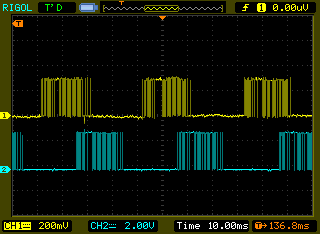 RIGOL T'D T f 1 0.00uV
T
1
2
CH1 200mV CH2 2.00V Time 10.00ms T→136.8ms